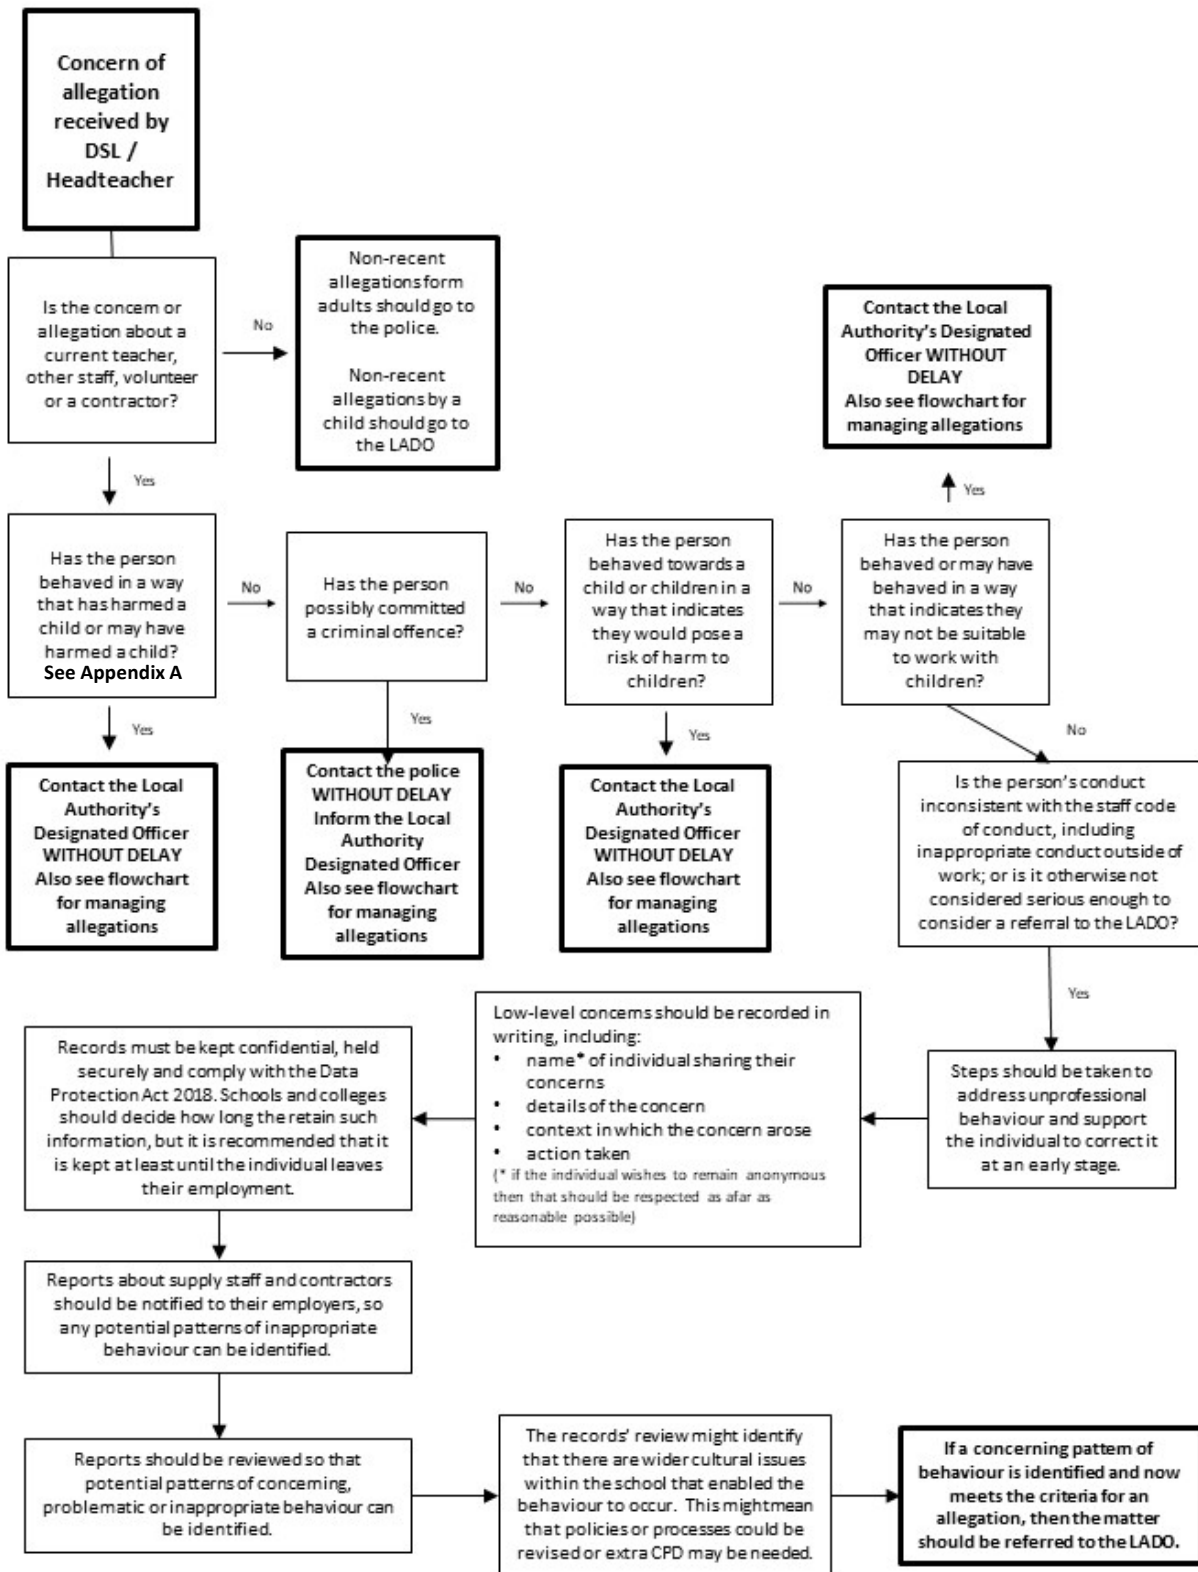 Concern of
allegation
received by
DSL /
Headteacher
Is the concern or
allegation about a
current teacher,
other staff, volunteer
or a contractor?
No
Non-recent
allegations form
adults should go to
the police.
Non-recent
allegations by a
child should go to
the LADO
Contact the Local
Authority's Designated
Officer WITHOUT
DELAY
Also see flowchart for
managing allegations
Yes
Yes
Has the person
behaved in a way
that has harmed a
child or may have
harmed a child?
See Appendix A
No
Has the person
possibly committed
a criminal offence?
No
Has the person
behaved towards a
child or children in a
way that indicates
they would pose a
risk of harm to
children?
No
Has the person
behaved or may have
behaved in a way
that indicates they
may not be suitable
to work with
children?
Yes
Yes
Yes
No
Contact the Local
Authority's
Designated Officer
WITHOUT DELAY
Also see flowchart
for managing
allegations
Contact the police
WITHOUT DELAY
Inform the Local
Authority
Designated Officer
Also see flowchart
for managing
allegations
Contact the Local
Authority's
Designated Officer
WITHOUT DELAY
Also see flowchart
for managing
allegations
Is the person's conduct
inconsistent with the staff code
of conduct, including
inappropriate conduct outside of
work; or is it otherwise not
considered serious enough to
consider a referral to the LADO?
Yes
Steps should be taken to
address unprofessional
behaviour and support
the individual to correct it
at an early stage.
Low-level concerns should be recorded in
writing, including:
• name* of individual sharing their
concerns
• details of the concern
• context in which the concern arose
• action taken
(* if the individual wishes to remain anonymous
then that should be respected as afar as
reasonable possible)
Records must be kept confidential, held
securely and comply with the Data
Protection Act 2018. Schools and colleges
should decide how long the retain such
information, but it is recommended that it
is kept at least until the individual leaves
their employment.
Reports about supply staff and contractors
should be notified to their employers, so
any potential patterns of inappropriate
behaviour can be identified.
Reports should be reviewed so that
potential patterns of concerning,
problematic or inappropriate behaviour can
be identified.
The records' review might identify
that there are wider cultural issues
within the school that enabled the
behaviour to occur. This might mean
that policies or processes could be
revised or extra CPD may be needed.
If a concerning pattern of
behaviour is identified and now
meets the criteria for an
allegation, then the matter
should be referred to the LADO.